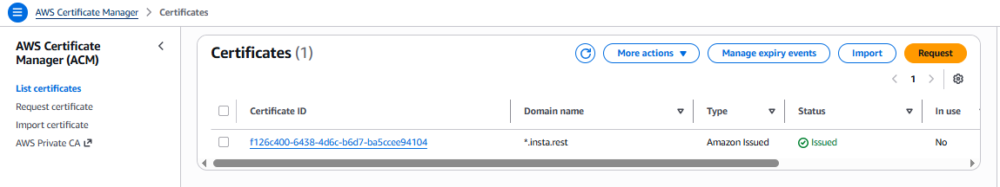 AWS Certificate Manager > Certificates
AWS Certificate
Manager (ACM)
List certificates
Request certificate
Import certificate
AWS Private CA
Certificates (1)
More actions
Manage expiry events
Import
Request
1
Certificate ID Domain name Type Status In use
f126c400-6438-4d6c-b6d7-ba5ccee94104 *.insta.rest Amazon Issued Issued No